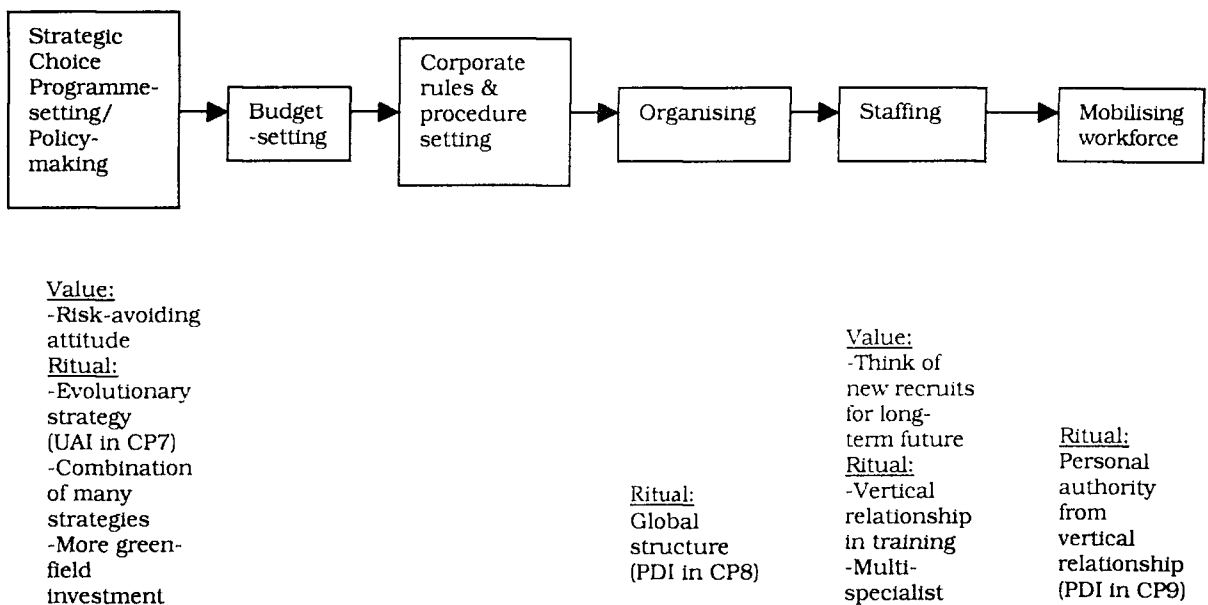 Strategic
Choice
Programme-
setting/
Policy-
making
Budget
-setting
Corporate
rules &
procedure
setting
Organising
Staffing
Mobilising
workforce
Value:
-Risk-avoiding
attitude
Ritual:
-Evolutionary
strategy
(UAI in CP7)
-Combination
of many
strategies
-More green-
field
investment
Ritual:
Global
structure
(PDI in CP8)
Value:
-Think of
new recruits
for long-
term future
Ritual:
-Vertical
relationship
in training
-Multi-
specialist
Ritual:
Personal
authority
from
vertical
relationship
(PDI in CP9)